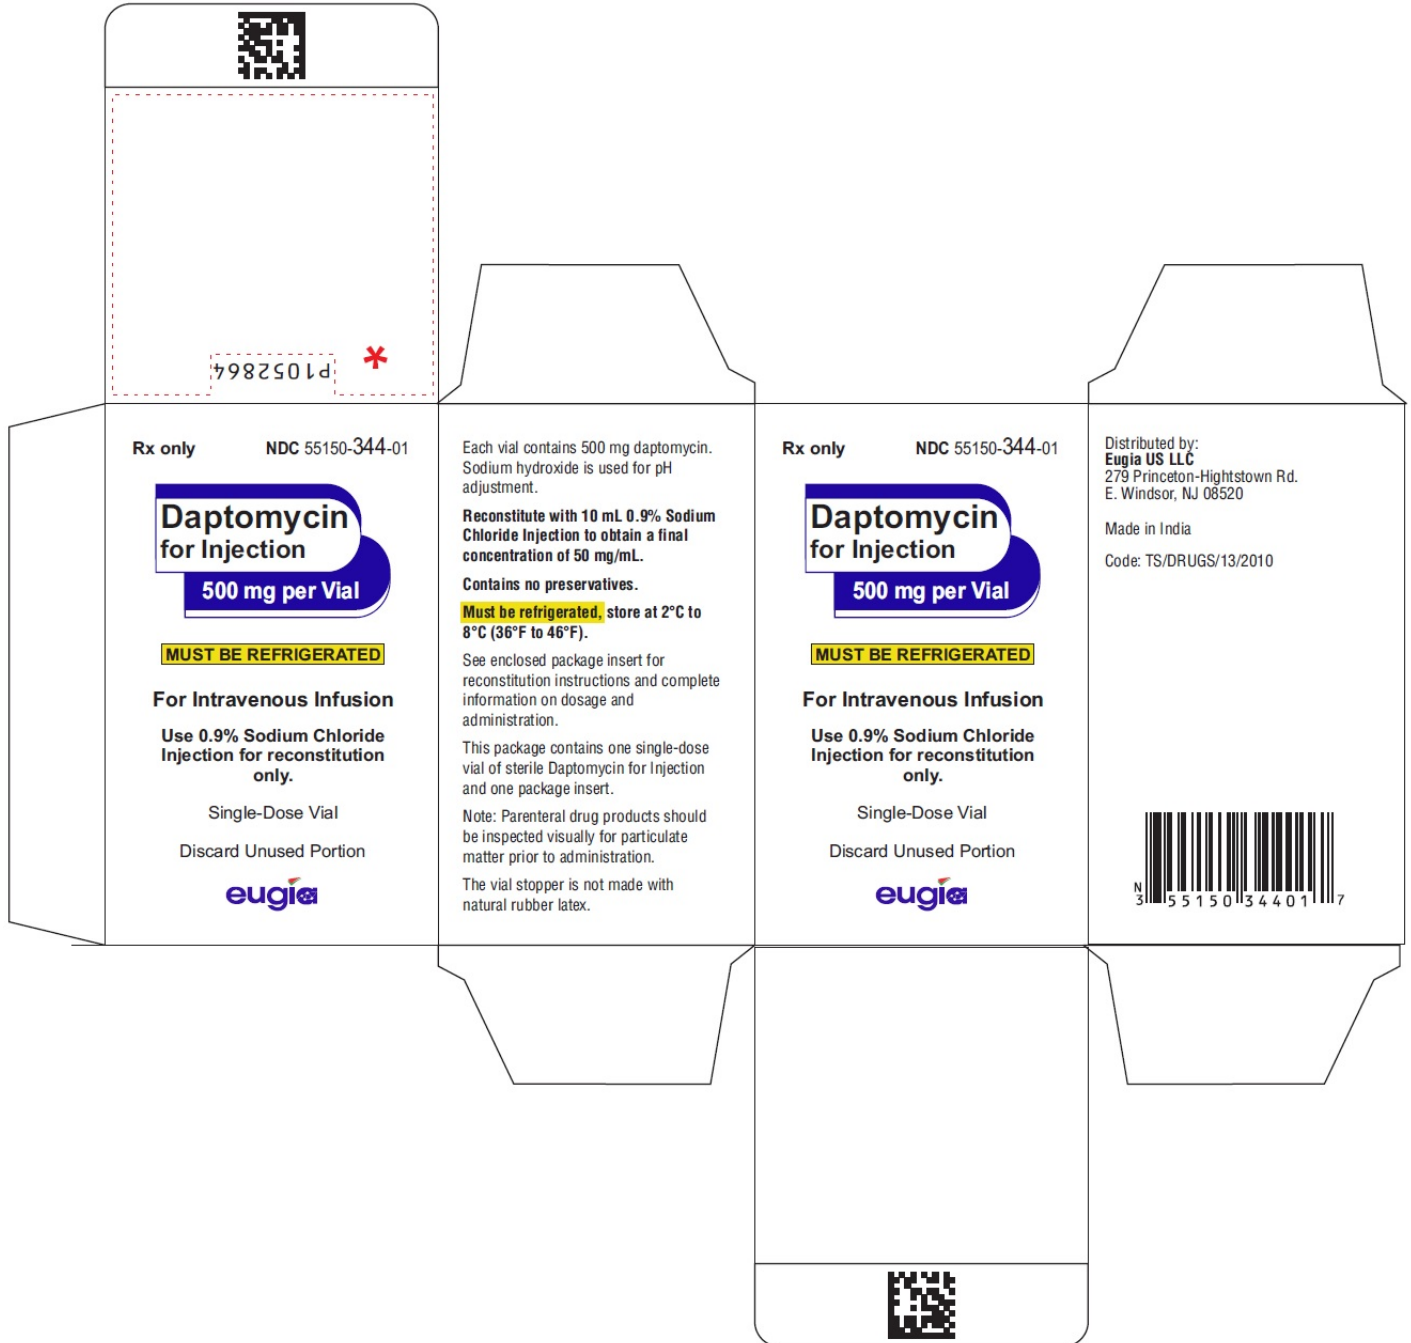 P1052864
*
Rx only NDC 55150-344-01
Daptomycin
for Injection
500 mg per Vial
MUST BE REFRIGERATED
For Intravenous Infusion
Use 0.9% Sodium Chloride
Injection for reconstitution
only.
Single-Dose Vial
Discard Unused Portion
eugia
Each vial contains 500 mg daptomycin.
Sodium hydroxide is used for pH
adjustment.
Reconstitute with 10 mL 0.9% Sodium
Chloride Injection to obtain a final
concentration of 50 mg/mL.
Contains no preservatives.
Must be refrigerated, store at 2°C to
8°C (36°F to 46°F).
See enclosed package insert for
reconstitution instructions and complete
information on dosage and
administration.
This package contains one single-dose
vial of sterile Daptomycin for Injection
and one package insert.
Note: Parenteral drug products should
be inspected visually for particulate
matter prior to administration.
The vial stopper is not made with
natural rubber latex.
Rx only NDC 55150-344-01
Daptomycin
for Injection
500 mg per Vial
MUST BE REFRIGERATED
For Intravenous Infusion
Use 0.9% Sodium Chloride
Injection for reconstitution
only.
Single-Dose Vial
Discard Unused Portion
eugia
Distributed by:
Eugia US LLC
279 Princeton-Hightstown Rd.
E. Windsor, NJ 08520
Made in India
Code: TS/DRUGS/13/2010
N
3 55150 34401 7